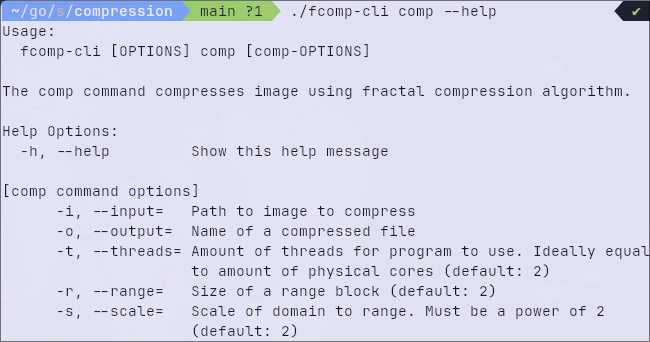 ~/go/s/compression main ?1 ./fcomp-cli comp --help ✔
Usage:
  fcomp-cli [OPTIONS] comp [comp-OPTIONS]
The comp command compresses image using fractal compression algorithm.
Help Options:
  -h, --help         Show this help message
[comp command options]
      -i, --input=   Path to image to compress
      -o, --output=  Name of a compressed file
      -t, --threads= Amount of threads for program to use. Ideally equal
                     to amount of physical cores (default: 2)
      -r, --range=   Size of a range block (default: 2)
      -s, --scale=   Scale of domain to range. Must be a power of 2
                     (default: 2)